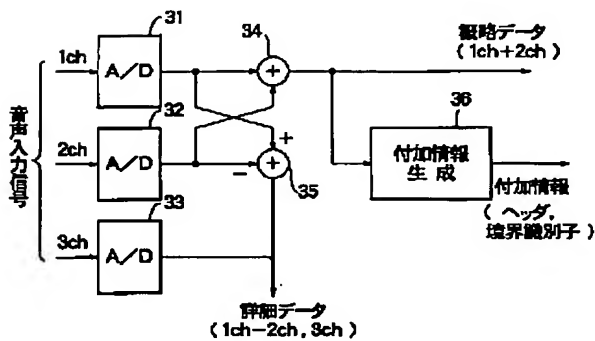 31
1ch
A/D
音声入力信号
32
2ch
A/D
33
3ch
A/D
34
+
+
−
+
35
概略データ
(1ch+2ch)
36
付加情報
生成
付加情報
(ヘッダ,
境界識別子)
詳細データ
(1ch−2ch, 3ch)